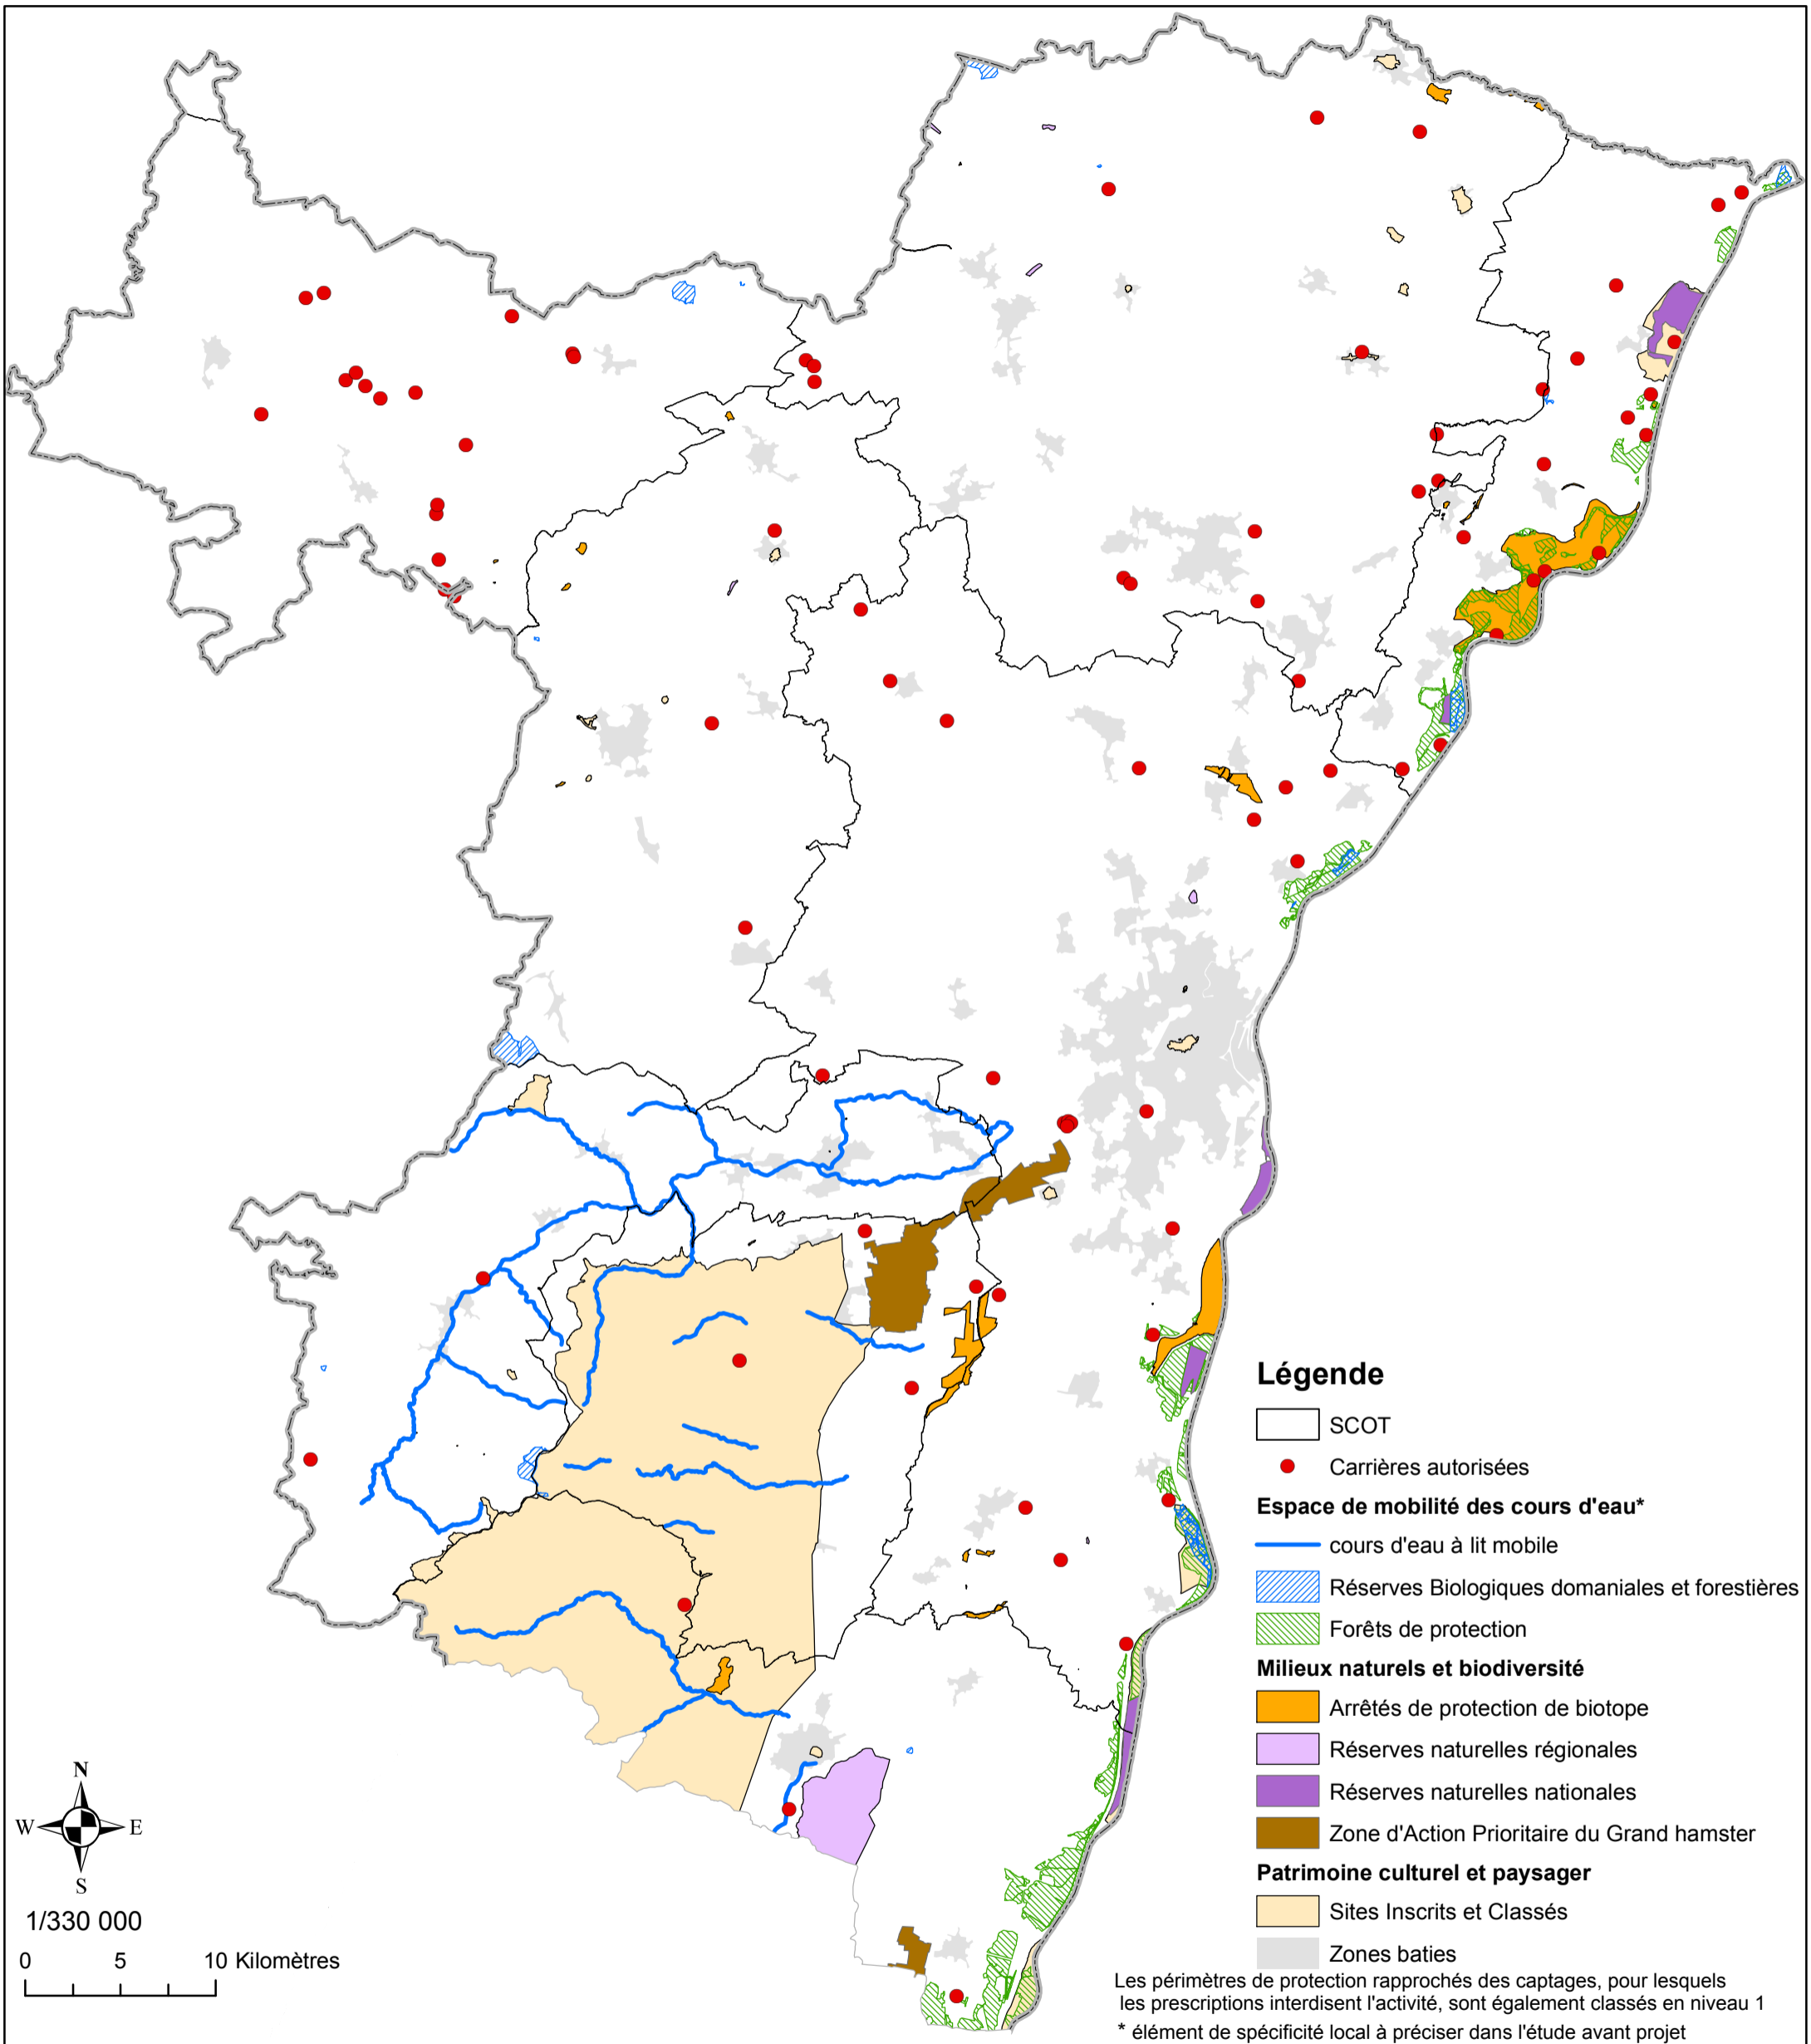 Légende
SCOT
Carrières autorisées
Espace de mobilité des cours d'eau*
cours d'eau à lit mobile
Réserves Biologiques domaniales et forestières
Forêts de protection
Milieux naturels et biodiversité
Arrêtés de protection de biotope
Réserves naturelles régionales
Réserves naturelles nationales
Zone d'Action Prioritaire du Grand hamster
Patrimoine culturel et paysager
Sites Inscrits et Classés
Zones baties
Les périmètres de protection rapprochés des captages, pour lesquels
les prescriptions interdisent l'activité, sont également classés en niveau 1
* élément de spécificité local à préciser dans l'étude avant projet
N
W E
S
1/330 000
0 5 10 Kilomètres